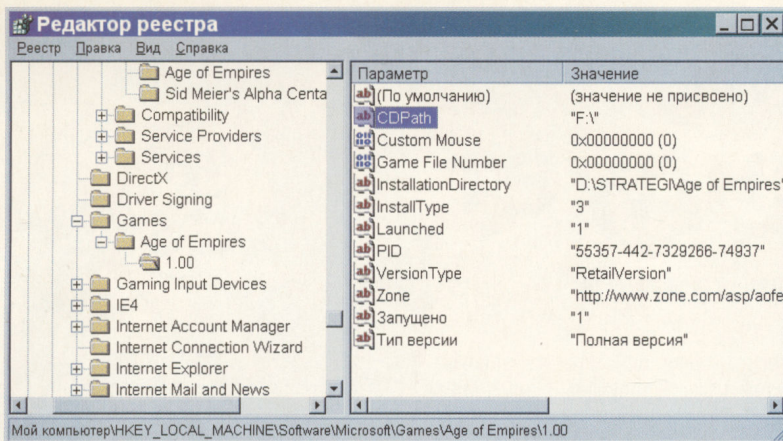 Редактор реестра
Реестр Правка Вид Справка
Age of Empires
Sid Meier's Alpha Centa
Compatibility
Service Providers
Services
DirectX
Driver Signing
Games
Age of Empires
1.00
Gaming Input Devices
IE4
Internet Account Manager
Internet Connection Wizard
Internet Explorer
Internet Mail and News
Параметр Значение
(По умолчанию) (значение не присвоено)
CDPath "F:\"
Custom Mouse 0x00000000 (0)
Game File Number 0x00000000 (0)
InstallationDirectory "D:\STRATEGI\Age of Empires"
InstallType "3"
Launched "1"
PID "55357-442-7329266-74937"
VersionType "RetailVersion"
Zone "http://www.zone.com/asp/aofe
Запущено "1"
Тип версии "Полная версия"
Мой компьютер\HKEY_LOCAL_MACHINE\Software\Microsoft\Games\Age of Empires\1.00